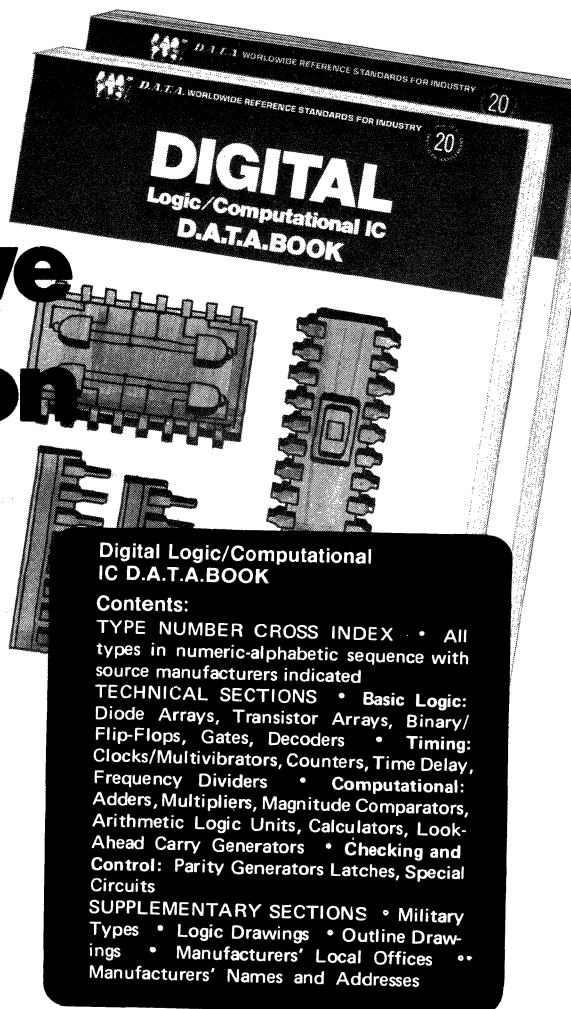 D.A.T.A. WORLDWIDE REFERENCE STANDARDS FOR INDUSTRY 20
D.A.T.A. WORLDWIDE REFERENCE STANDARDS FOR INDUSTRY 20
DIGITAL
Logic/Computational IC
D.A.T.A.BOOK
ve
on
Digital Logic/Computational
IC D.A.T.A.BOOK
Contents:
TYPE NUMBER CROSS INDEX • All
types in numeric-alphabetic sequence with
source manufacturers indicated
TECHNICAL SECTIONS • Basic Logic:
Diode Arrays, Transistor Arrays, Binary/
Flip-Flops, Gates, Decoders • Timing:
Clocks/Multivibrators, Counters, Time Delay,
Frequency Dividers • Computational:
Adders, Multipliers, Magnitude Comparators,
Arithmetic Logic Units, Calculators, Look-
Ahead Carry Generators • Checking and
Control: Parity Generators Latches, Special
Circuits
SUPPLEMENTARY SECTIONS • Military
Types • Logic Drawings • Outline Draw-
ings • Manufacturers' Local Offices ••
Manufacturers' Names and Addresses